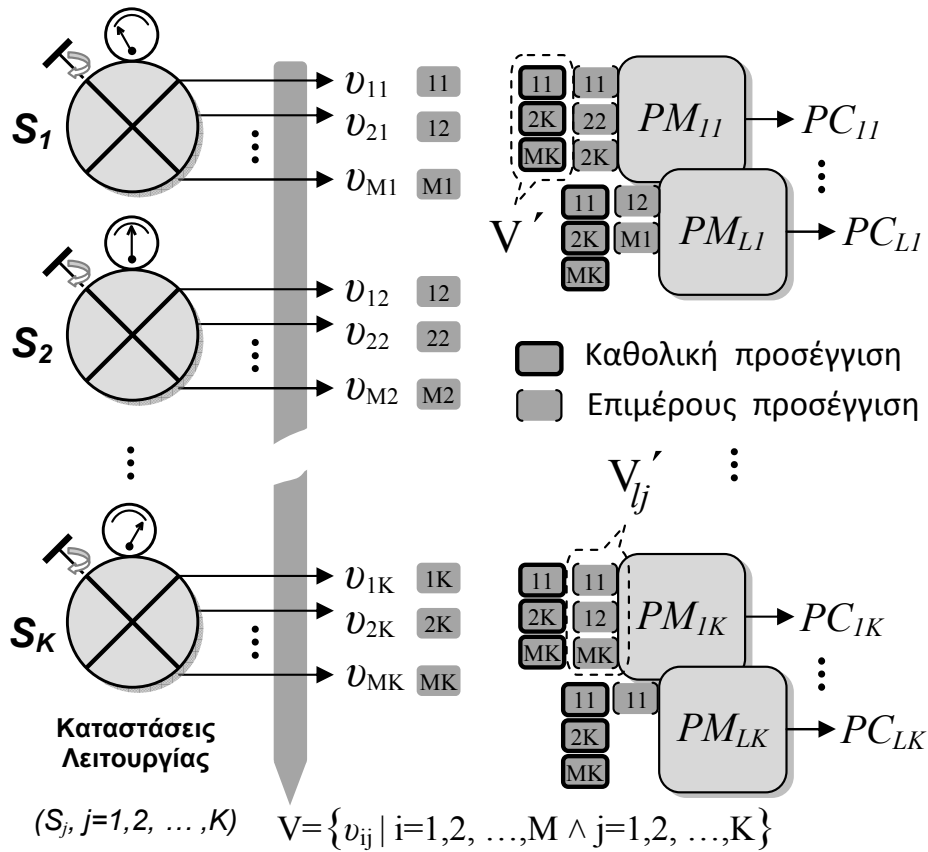 S1
υ11 11
υ21 12
υM1 M1
S2
υ12 12
υ22 22
υM2 M2
SK
υ1K 1K
υ2K 2K
υMK MK
Καταστάσεις
Λειτουργίας
(Sj, j=1,2, … ,K)
V={υij | i=1,2, …,M ∧ j=1,2, …,K}
11 11
2K 22
MK 2K
PM11
PC11
V´
11 12
2K M1
MK
PML1
PCL1
Καθολική προσέγγιση
Επιμέρους προσέγγιση
Vlj´
11 11
2K 12
MK MK
PM1K
PC1K
11 11
2K
MK
PMLK
PCLK